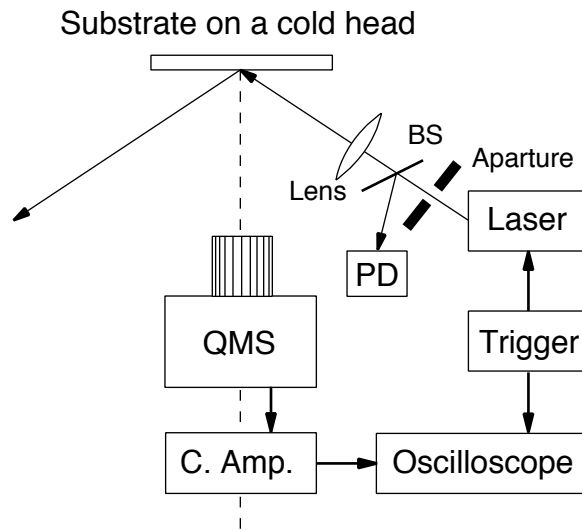 Substrate on a cold head
BS
Aparture
Lens
Laser
PD
QMS
Trigger
C. Amp.
Oscilloscope